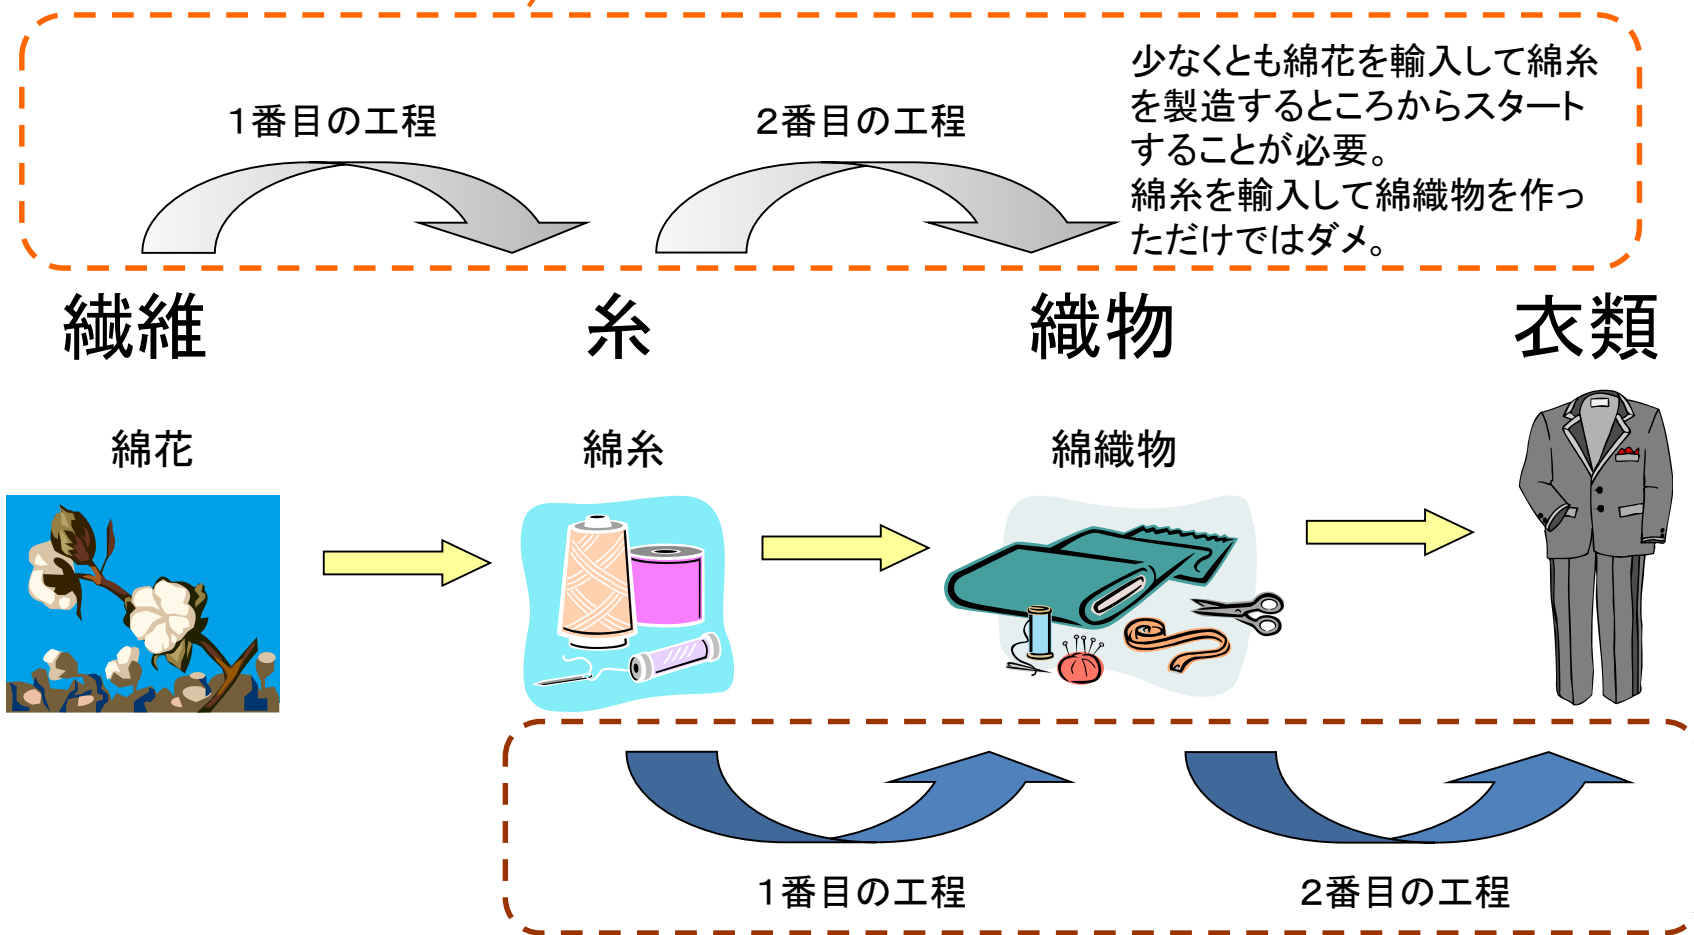 1番目の工程
2番目の工程
少なくとも綿花を輸入して綿糸
を製造するところからスタート
することが必要。
綿糸を輸入して綿織物を作っ
ただけではダメ。
繊維
糸
織物
衣類
綿花
綿糸
綿織物
1番目の工程
2番目の工程